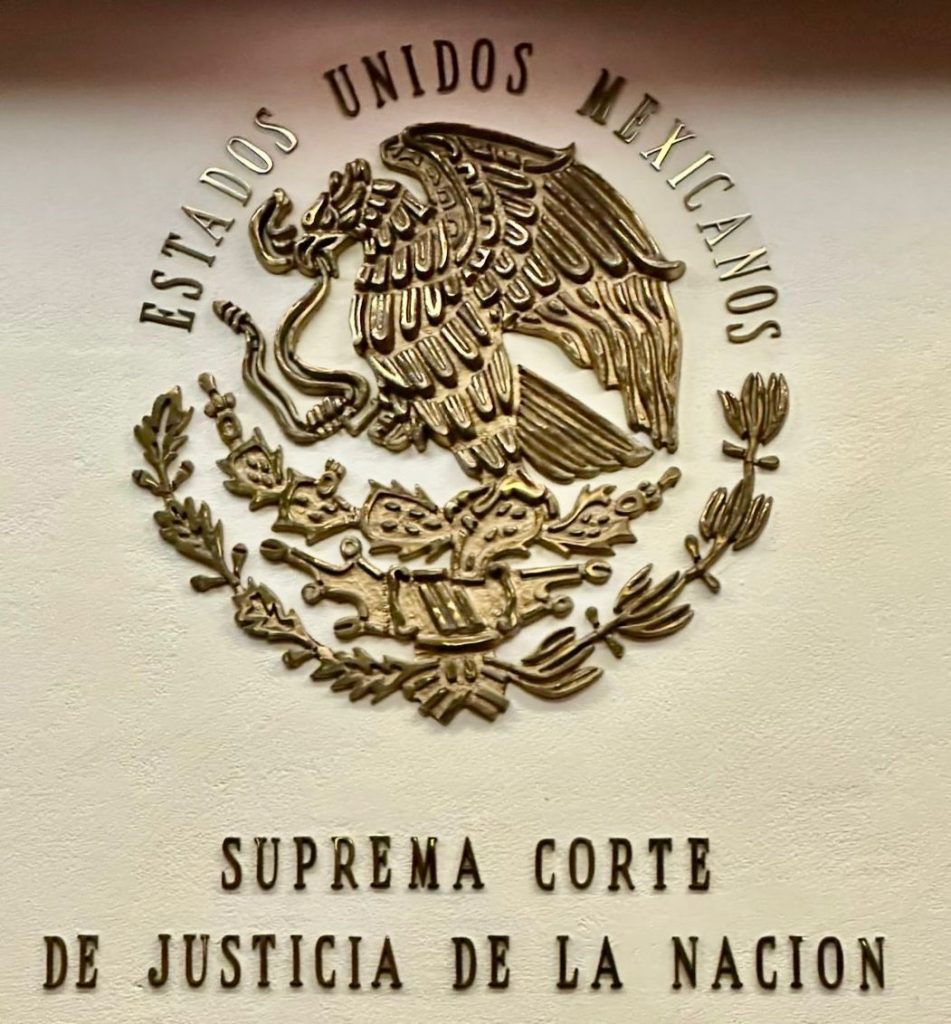 ESTADOS UNIDOS MEXICANOS
SUPREMA CORTE
DE JUSTICIA DE LA NACION